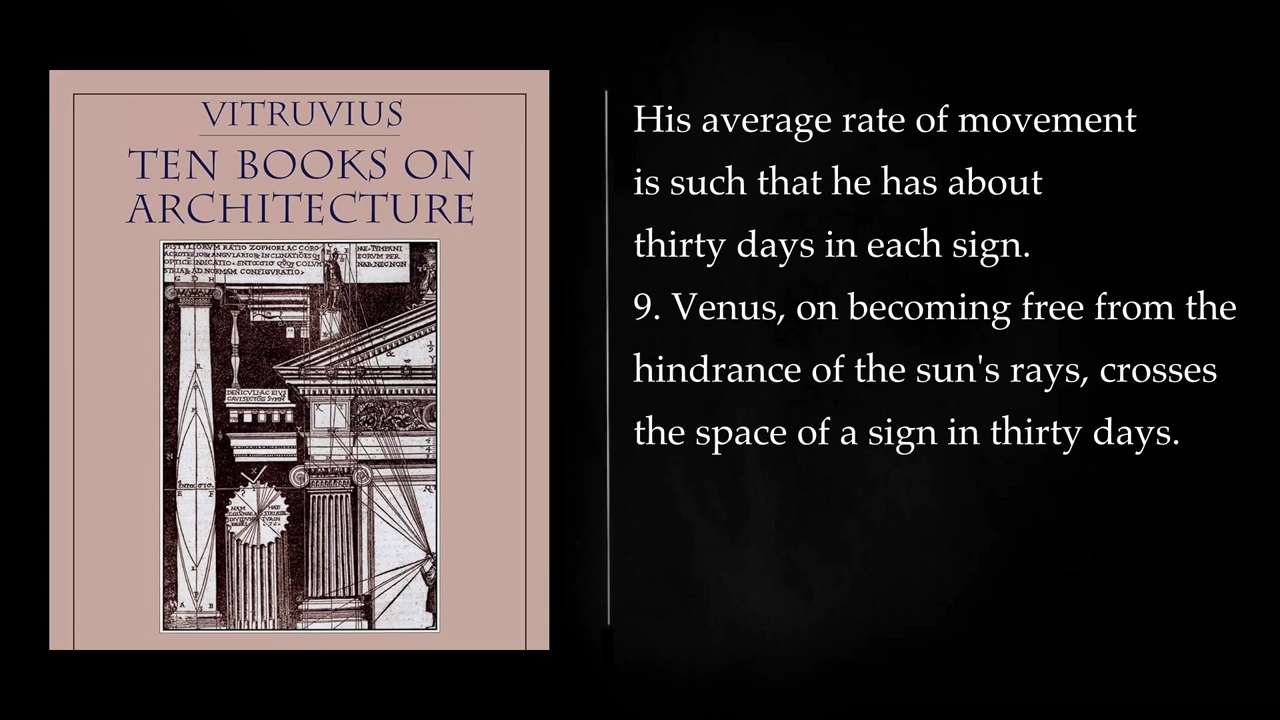 VITRUVIUS
TEN BOOKS ON
ARCHITECTURE
His average rate of movement
is such that he has about
thirty days in each sign.
9. Venus, on becoming free from the
hindrance of the sun's rays, crosses
the space of a sign in thirty days.